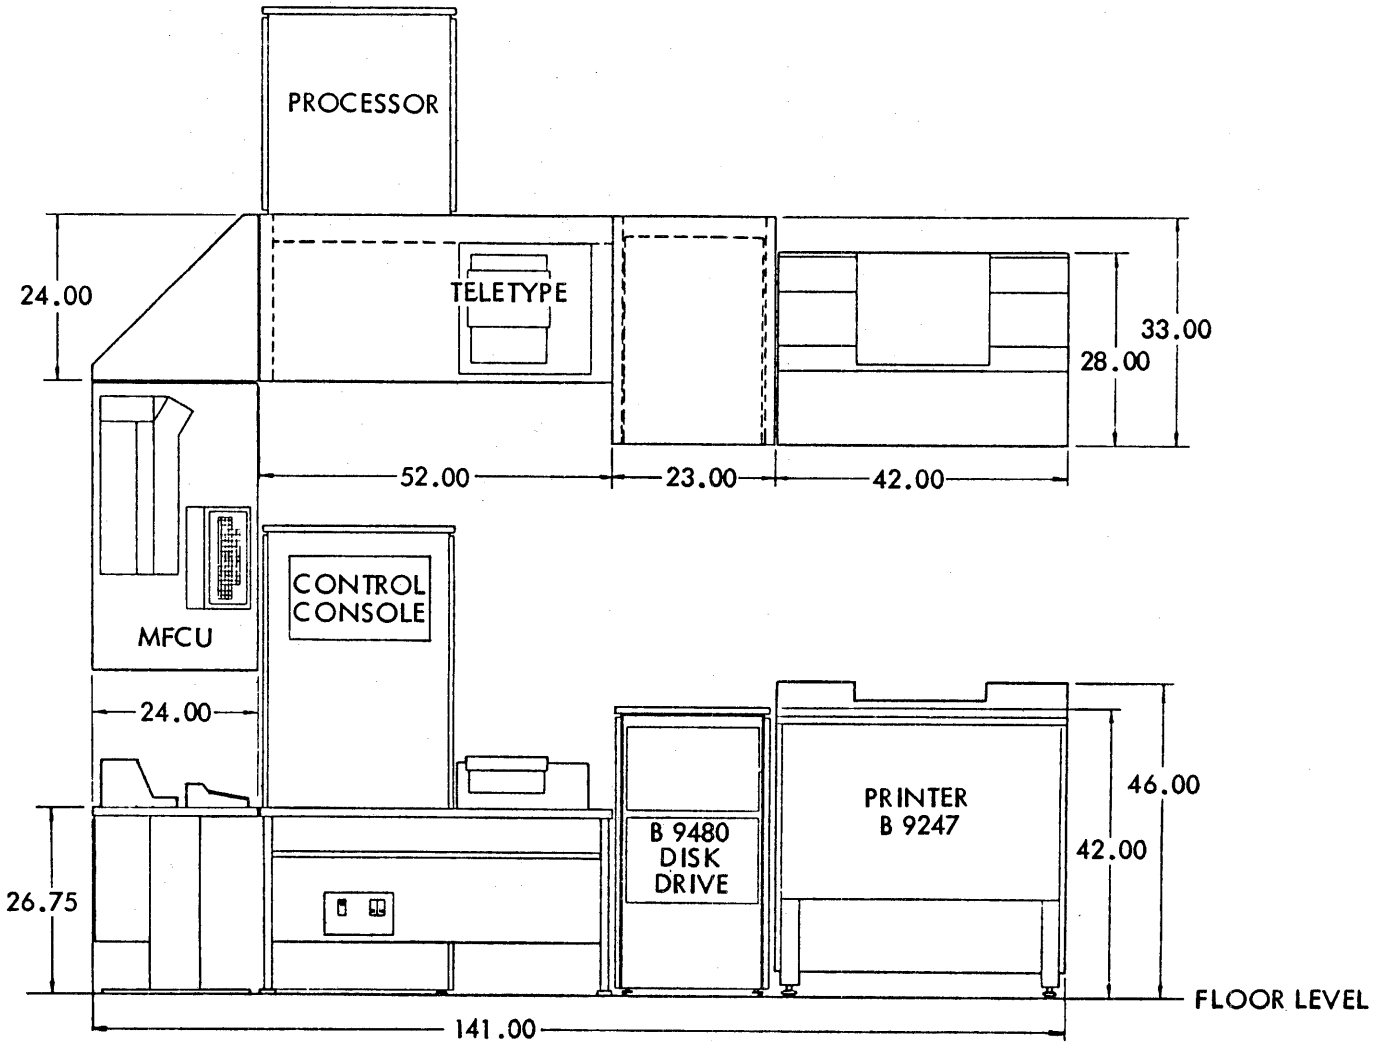 PROCESSOR
24.00
TELETYPE
33.00
28.00
52.00
23.00
42.00
CONTROL
CONSOLE
MFCU
24.00
46.00
PRINTER
B 9247
B 9480
DISK
DRIVE
42.00
26.75
FLOOR LEVEL
141.00